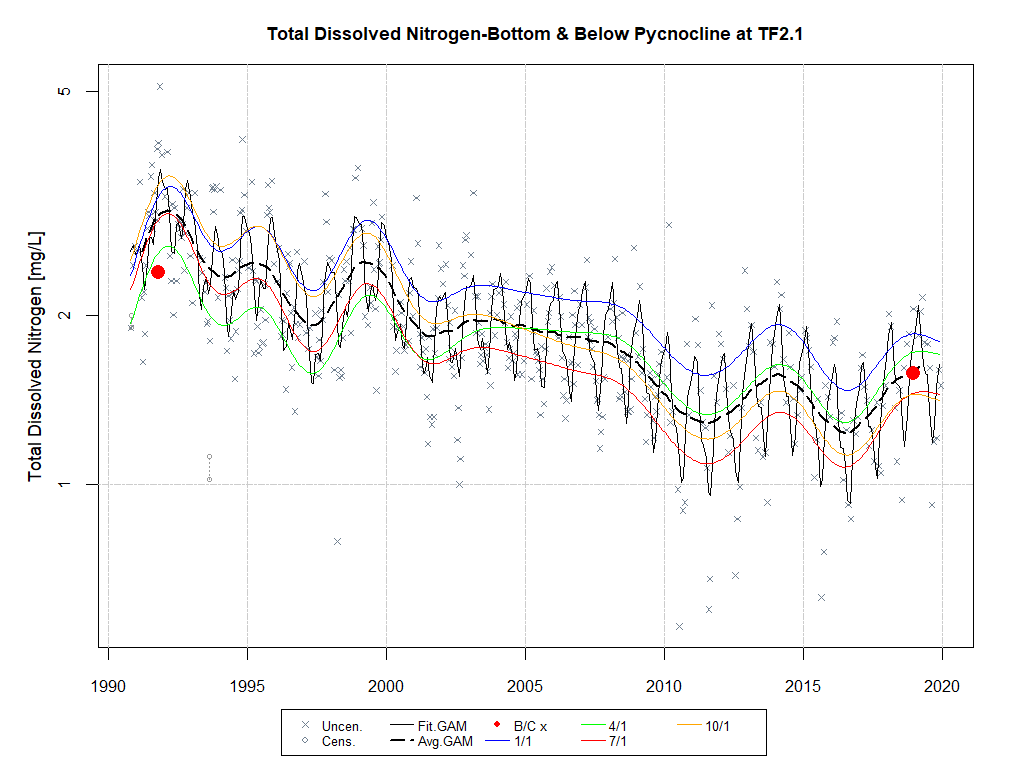 Total Dissolved Nitrogen-Bottom & Below Pycnocline at TF2.1
Total Dissolved Nitrogen [mg/L]
5
2
1
1990 1995 2000 2005 2010 2015 2020
Uncen. Fit.GAM B/C x 4/1 10/1
Cens. Avg.GAM 1/1 7/1